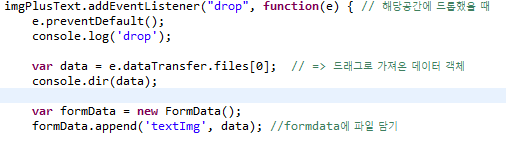 imgPlusText.addEventListener("drop", function(e) { // 해당공간에 드롭했을 때
e.preventDefault();
console.log('drop');
var data = e.dataTransfer.files[0];  // => 드래그로 가져온 데이터 객체
console.dir(data);
var formData = new FormData();
formData.append('textImg', data); //formdata에 파일 담기